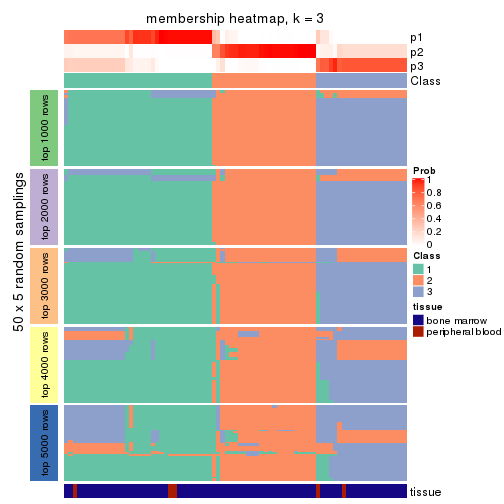 membership heatmap, k = 3
p1
p2
p3
Class
50 x 5 random samplings
top 1000 rows
top 2000 rows
top 3000 rows
top 4000 rows
top 5000 rows
Prob
1
0.8
0.6
0.4
0.2
0
Class
1
2
3
tissue
bone marrow
peripheral blood
tissue